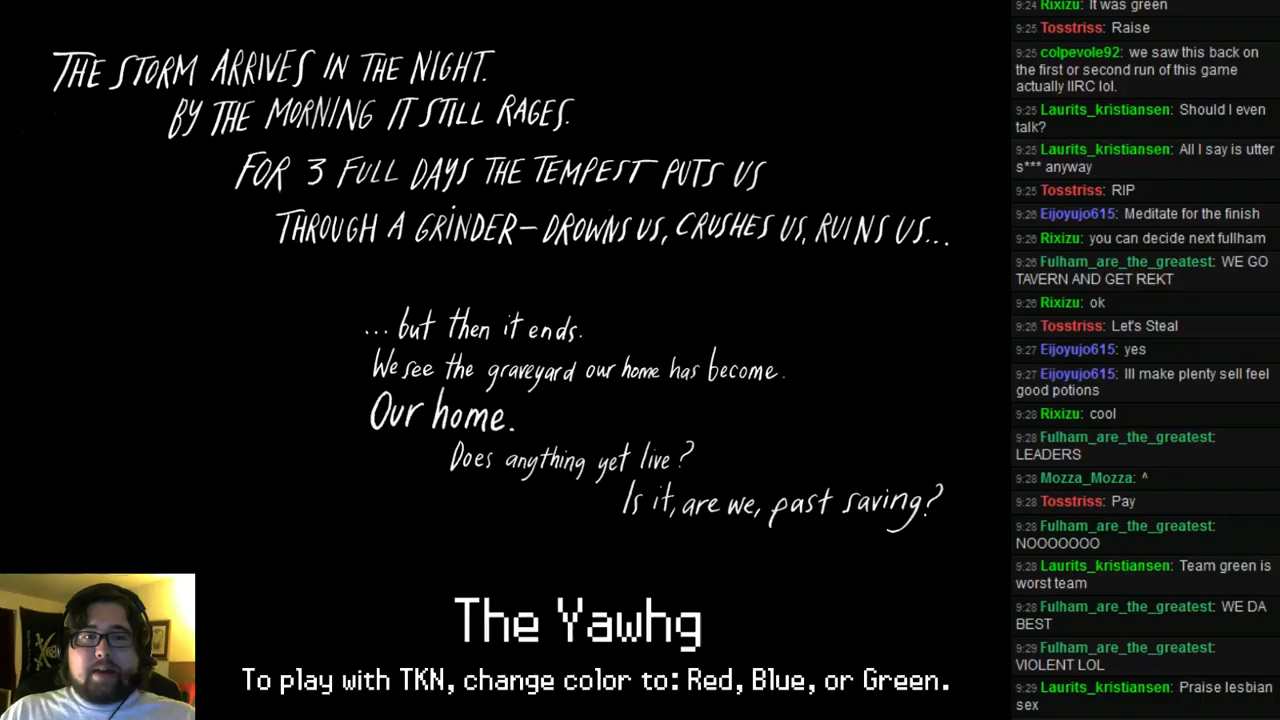 THE STORM ARRIVES IN THE NIGHT.
BY THE MORNING IT STILL RAGES.
FOR 3 FULL DAYS THE TEMPEST PUTS US
THROUGH A GRINDER—DROWNS US, CRUSHES US, RUINS US...
...but then it ends.
We see the graveyard our home has become.
Our home.
Does anything yet live?
Is it, are we, past saving?
The Yawhg
To play with TKN, change color to: Red, Blue, or Green.
9:24 Rixizu: It was green
9:25 Tosstriss: Raise
9:25 colpevole92: we saw this back on
the first or second run of this game
actually IIRC lol.
9:25 Laurits_kristiansen: Should I even
talk?
9:25 Laurits_kristiansen: All I say is utter
s*** anyway
9:25 Tosstriss: RIP
9:26 Eijoyujo615: Meditate for the finish
9:26 Rixizu: you can decide next fullham
9:26 Fulham_are_the_greatest: WE GO
TAVERN AND GET REKT
9:26 Rixizu: ok
9:26 Tosstriss: Let's Steal
9:27 Eijoyujo615: yes
9:27 Eijoyujo615: Ill make plenty sell feel
good potions
9:28 Rixizu: cool
9:28 Fulham_are_the_greatest:
LEADERS
9:28 Mozza_Mozza: ^
9:28 Tosstriss: Pay
9:28 Fulham_are_the_greatest:
NOOOOOOO
9:28 Laurits_kristiansen: Team green is
worst team
9:28 Fulham_are_the_greatest: WE DA
BEST
9:29 Fulham_are_the_greatest:
VIOLENT LOL
9:29 Laurits_kristiansen: Praise lesbian
sex